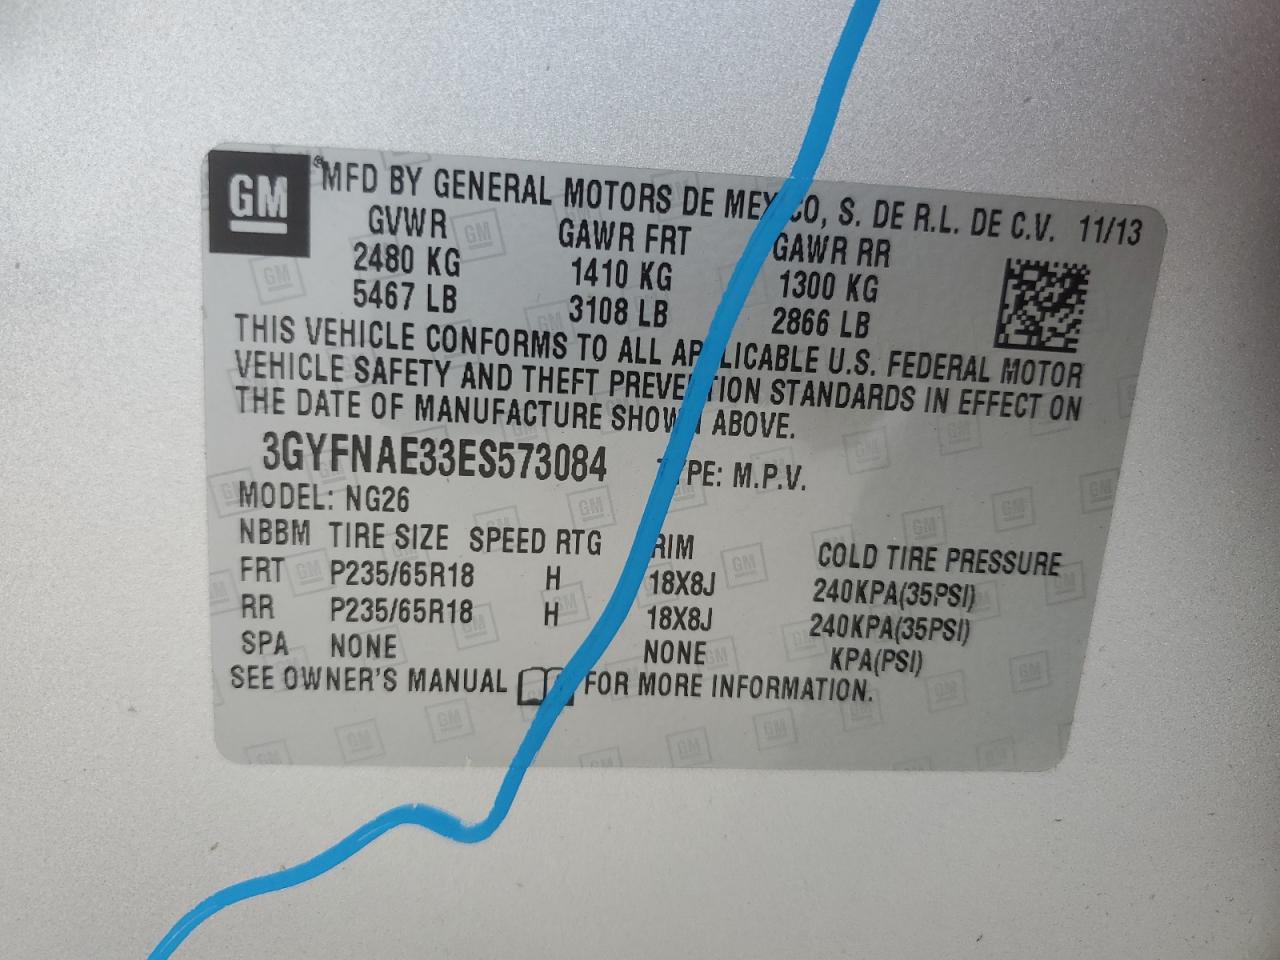 GM ® MFD BY GENERAL MOTORS DE MEXICO, S. DE R.L. DE C.V. 11/13
GVWR GAWR FRT GAWR RR
2480 KG 1410 KG 1300 KG
5467 LB 3108 LB 2866 LB
THIS VEHICLE CONFORMS TO ALL APPLICABLE U.S. FEDERAL MOTOR
VEHICLE SAFETY AND THEFT PREVENTION STANDARDS IN EFFECT ON
THE DATE OF MANUFACTURE SHOWN ABOVE.
3GYFNAE33ES573084 TYPE: M.P.V.
MODEL: NG26
NBBM TIRE SIZE SPEED RTG RIM COLD TIRE PRESSURE
FRT P235/65R18 H 18X8J 240KPA(35PSI)
RR P235/65R18 H 18X8J 240KPA(35PSI)
SPA NONE NONE KPA(PSI)
SEE OWNER'S MANUAL FOR MORE INFORMATION.